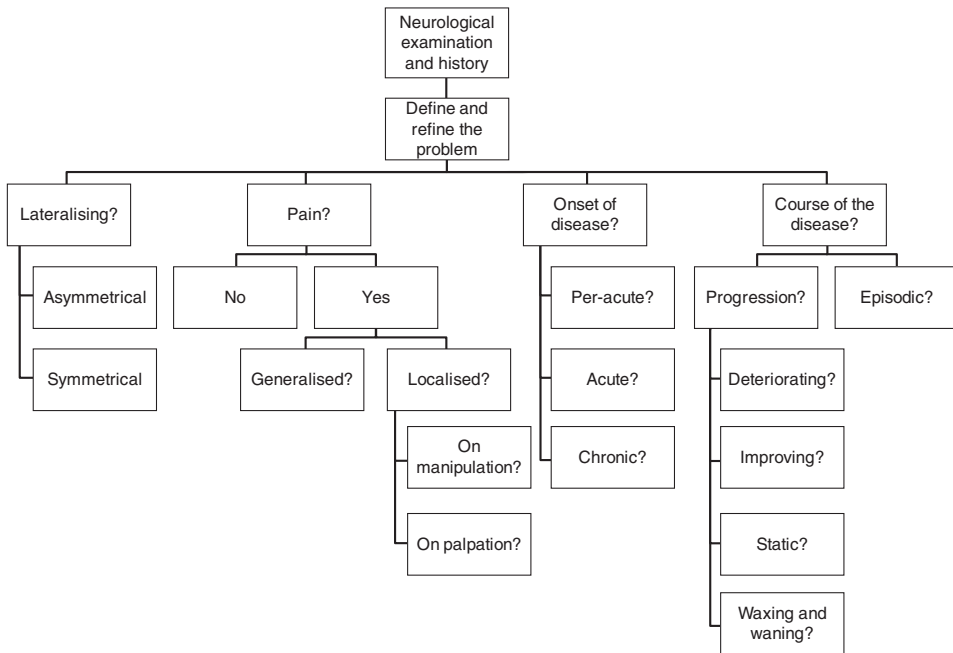 Neurological
examination
and history
Define and
refine the
problem
Lateralising?
Pain?
Onset of
disease?
Course of the
disease?
Asymmetrical
No
Yes
Per-acute?
Progression?
Episodic?
Symmetrical
Generalised?
Localised?
Acute?
Deteriorating?
On
manipulation?
Chronic?
Improving?
On palpation?
Static?
Waxing and
waning?